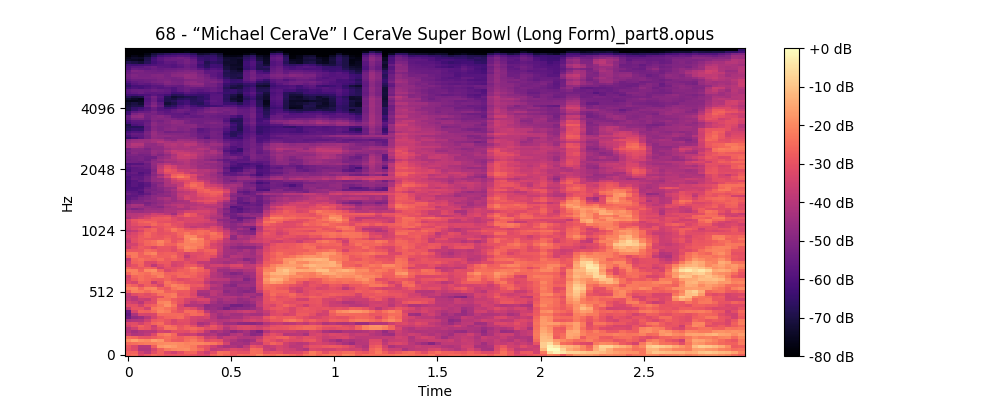 68 - “Michael CeraVe” I CeraVe Super Bowl (Long Form)_part8.opus
+0 dB
4096
-10 dB
-20 dB
2048
-30 dB
Hz
1024
-40 dB
-50 dB
512
-60 dB
-70 dB
0
-80 dB
0 0.5 1 1.5 2 2.5
Time